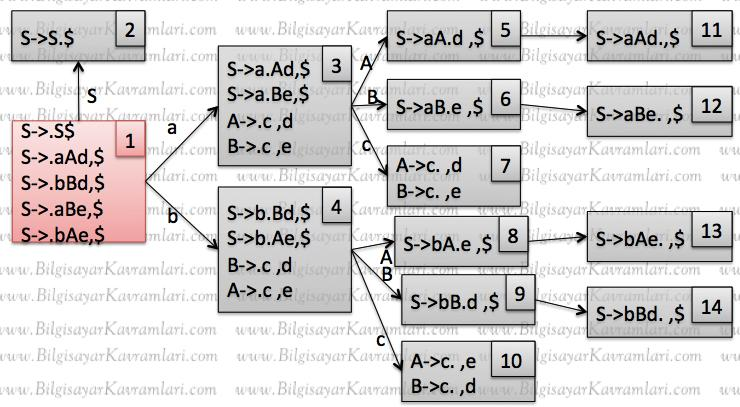 S->S.$ 2
S
S->.S$ 1
S->.aAd,$
S->.bBd,$
S->.aBe,$
S->.bAe,$
a
b
S->a.Ad,$ 3
S->a.Be,$
A->.c ,d
B->.c ,e
S->b.Bd,$ 4
S->b.Ae,$
B->.c ,d
A->.c ,e
A
B
c
S->aA.d ,$ 5
S->aB.e ,$ 6
A->c. ,d 7
B->c. ,e
A
B
c
S->bA.e ,$ 8
S->bB.d ,$ 9
A->c. ,e 10
B->c. ,d
S->aAd.,$ 11
S->aBe. ,$ 12
S->bAe. ,$ 13
S->bBd. ,$ 14
www.BilgisayarKavramlari.com